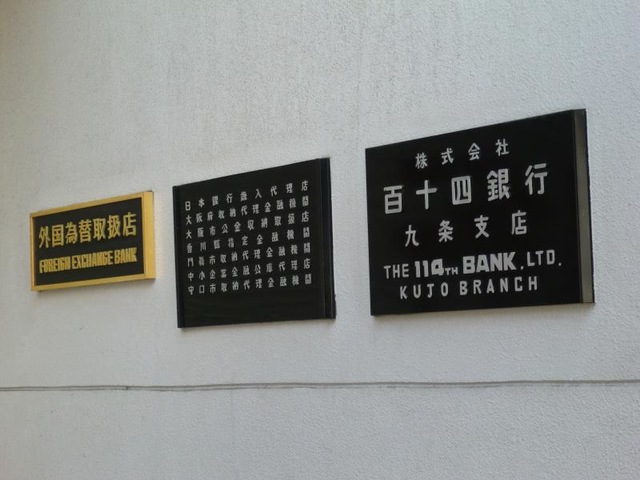 外国為替取扱店
FOREIGN EXCHANGE BANK
日本銀行歳入代理店
大阪府収納代理金融機関
大阪市公金収納取扱店
香川県指定金融機関
門真市収納代理金融機関
中小企業金融公庫代理店
守口市収納代理金融機関
株式会社
百十四銀行
九条支店
THE 114TH BANK, LTD.
KUJO BRANCH